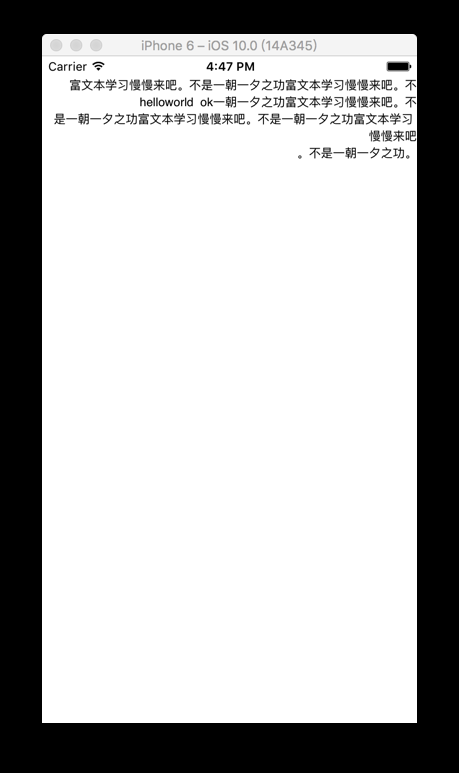 iPhone 6 – iOS 10.0 (14A345)
Carrier 4:47 PM
富文本学习慢慢来吧。不是一朝一夕之功富文本学习慢慢来吧。不
helloworld ok一朝一夕之功富文本学习慢慢来吧。不
是一朝一夕之功富文本学习慢慢来吧。不是一朝一夕之功富文本学习
慢慢来吧
。不是一朝一夕之功。